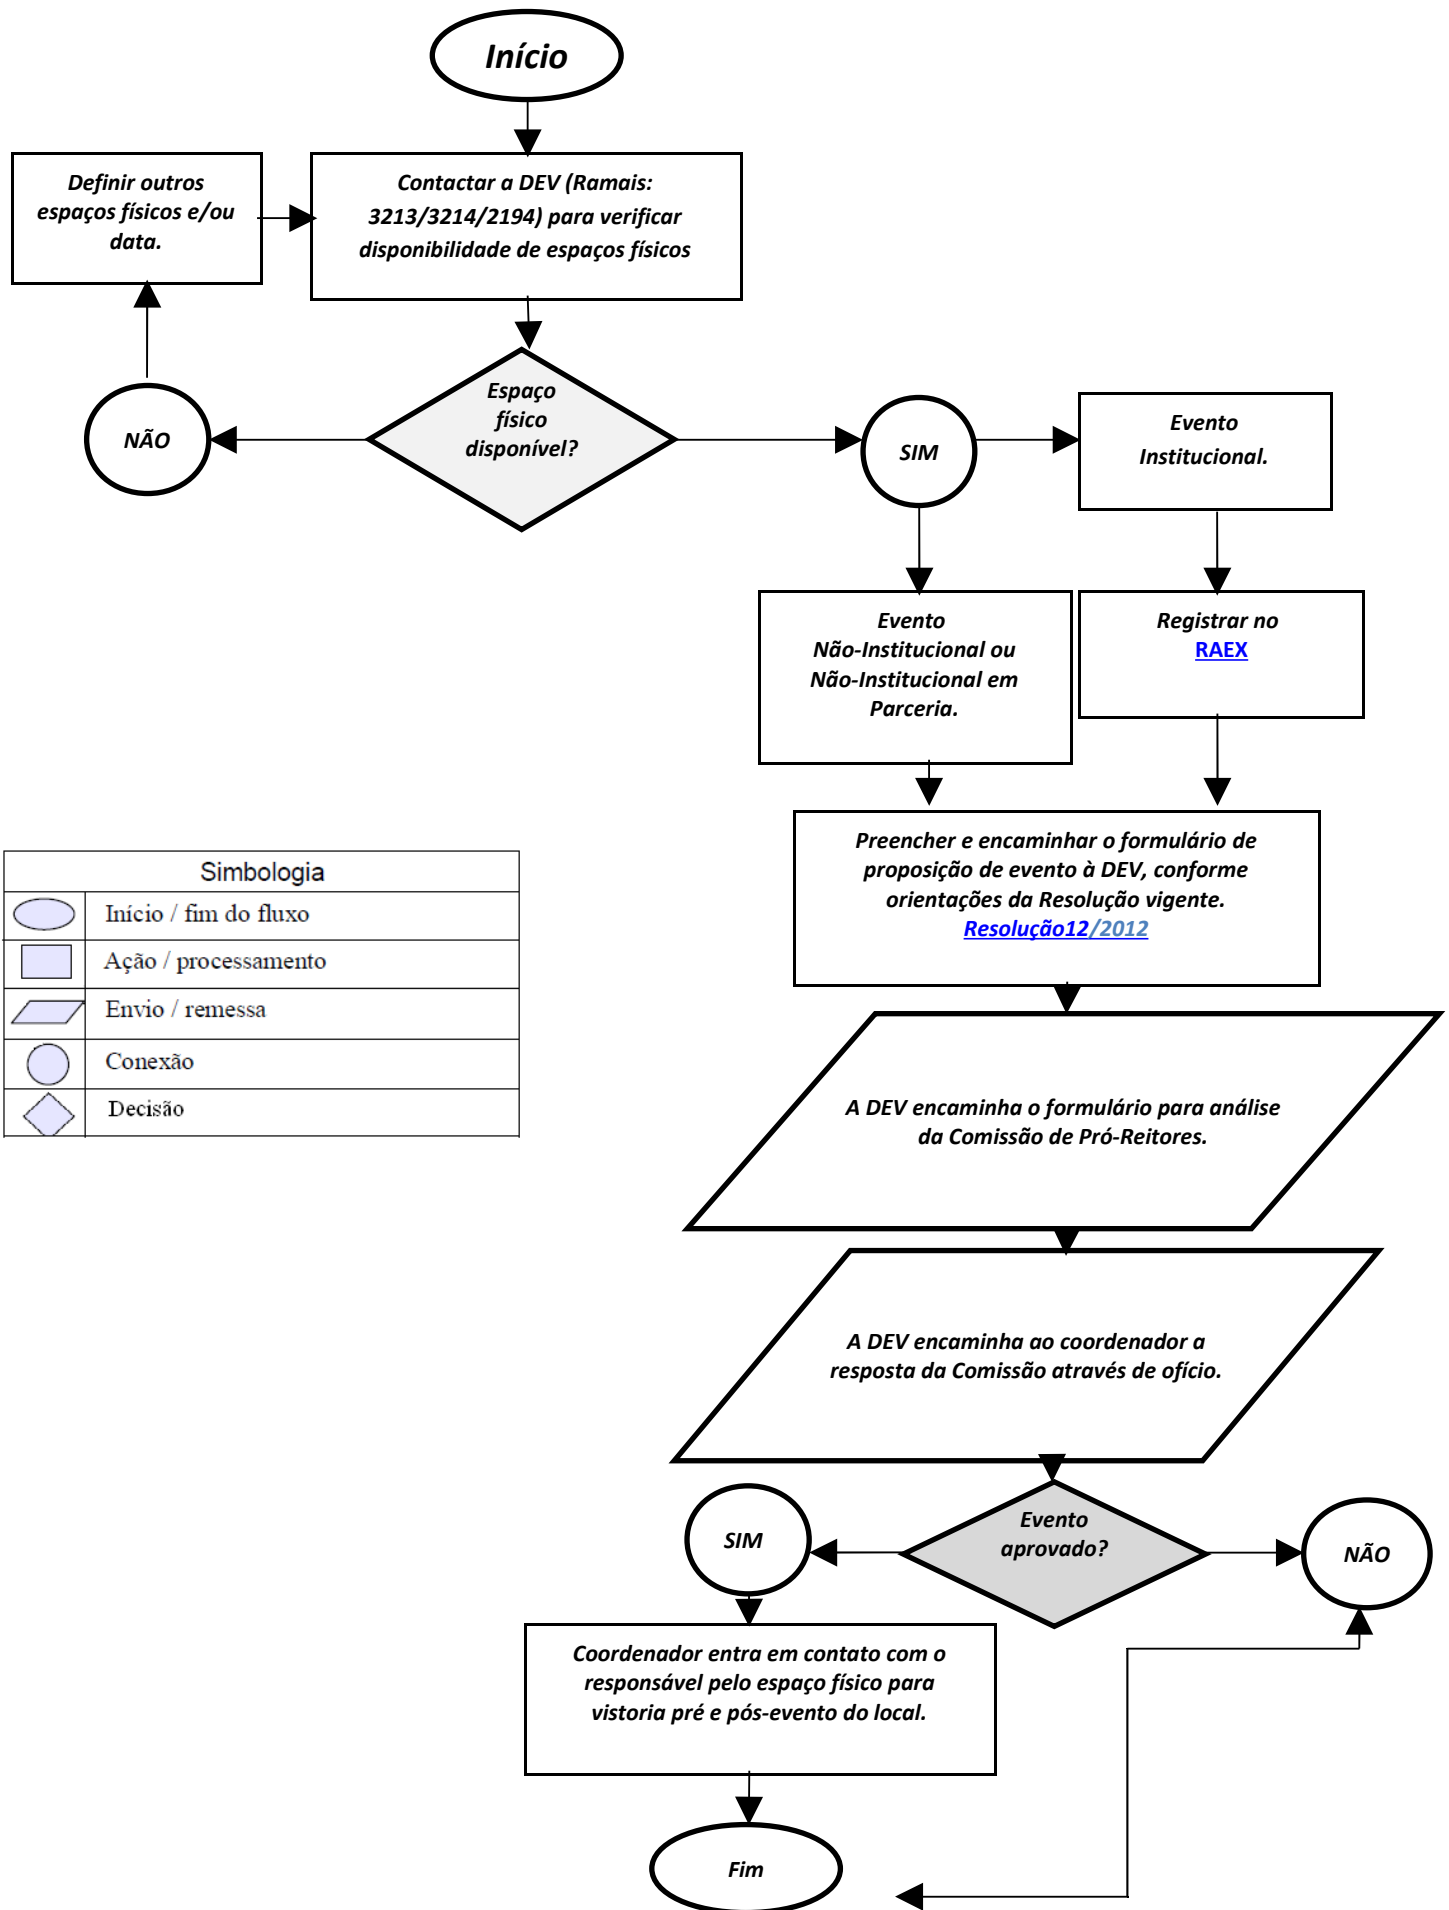 Início
Definir outros
espaços físicos e/ou
data.
Contactar a DEV (Ramais:
3213/3214/2194) para verificar
disponibilidade de espaços físicos
Espaço
físico
disponível?
NÃO
SIM
Evento
Institucional.
Evento
Não-Institucional ou
Não-Institucional em
Parceria.
Registrar no
RAEX
Preencher e encaminhar o formulário de
proposição de evento à DEV, conforme
orientações da Resolução vigente.
Resolução12/2012
Simbologia
Início / fim do fluxo
Ação / processamento
Envio / remessa
Conexão
Decisão
A DEV encaminha o formulário para análise
da Comissão de Pró-Reitores.
A DEV encaminha ao coordenador a
resposta da Comissão através de ofício.
Evento
aprovado?
SIM
NÃO
Coordenador entra em contato com o
responsável pelo espaço físico para
vistoria pré e pós-evento do local.
Fim